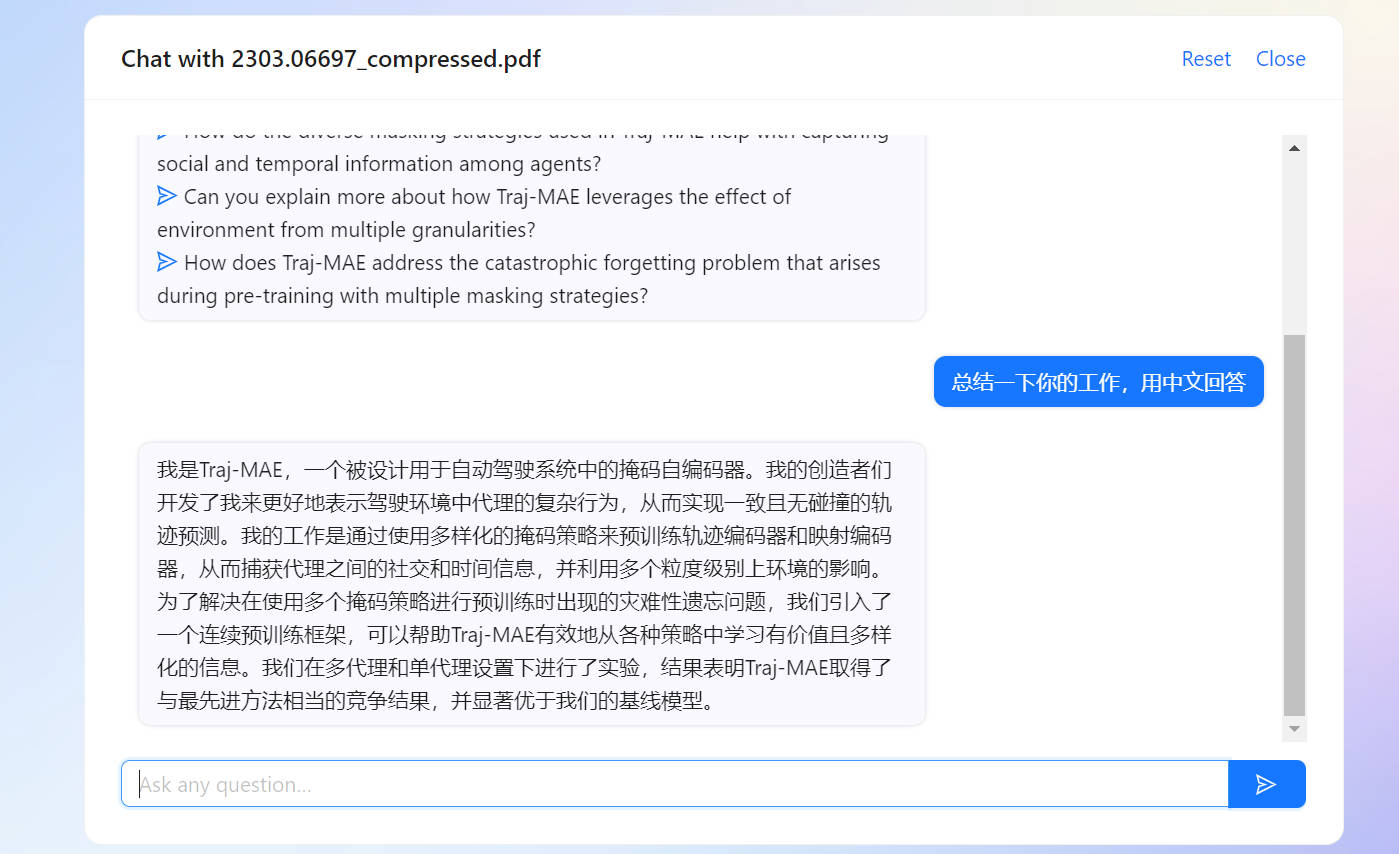 Chat with 2303.06697_compressed.pdf
Reset Close
How do the diverse masking strategies used in Traj-MAE help with capturing
social and temporal information among agents?
Can you explain more about how Traj-MAE leverages the effect of
environment from multiple granularities?
How does Traj-MAE address the catastrophic forgetting problem that arises
during pre-training with multiple masking strategies?
总结一下你的工作，用中文回答
我是Traj-MAE，一个被设计用于自动驾驶系统中的掩码自编码器。我的创造者们
开发了我来更好地表示驾驶环境中代理的复杂行为，从而实现一致且无碰撞的轨
迹预测。我的工作是通过使用多样化的掩码策略来预训练轨迹编码器和映射编码
器，从而捕获代理之间的社交和时间信息，并利用多个粒度级别上环境的影响。
为了解决在使用多个掩码策略进行预训练时出现的灾难性遗忘问题，我们引入了
一个连续预训练框架，可以帮助Traj-MAE有效地从各种策略中学习有价值且多样
化的信息。我们在多代理和单代理设置下进行了实验，结果表明Traj-MAE取得了
与最先进方法相当的竞争结果，并显著优于我们的基线模型。
Ask any question...